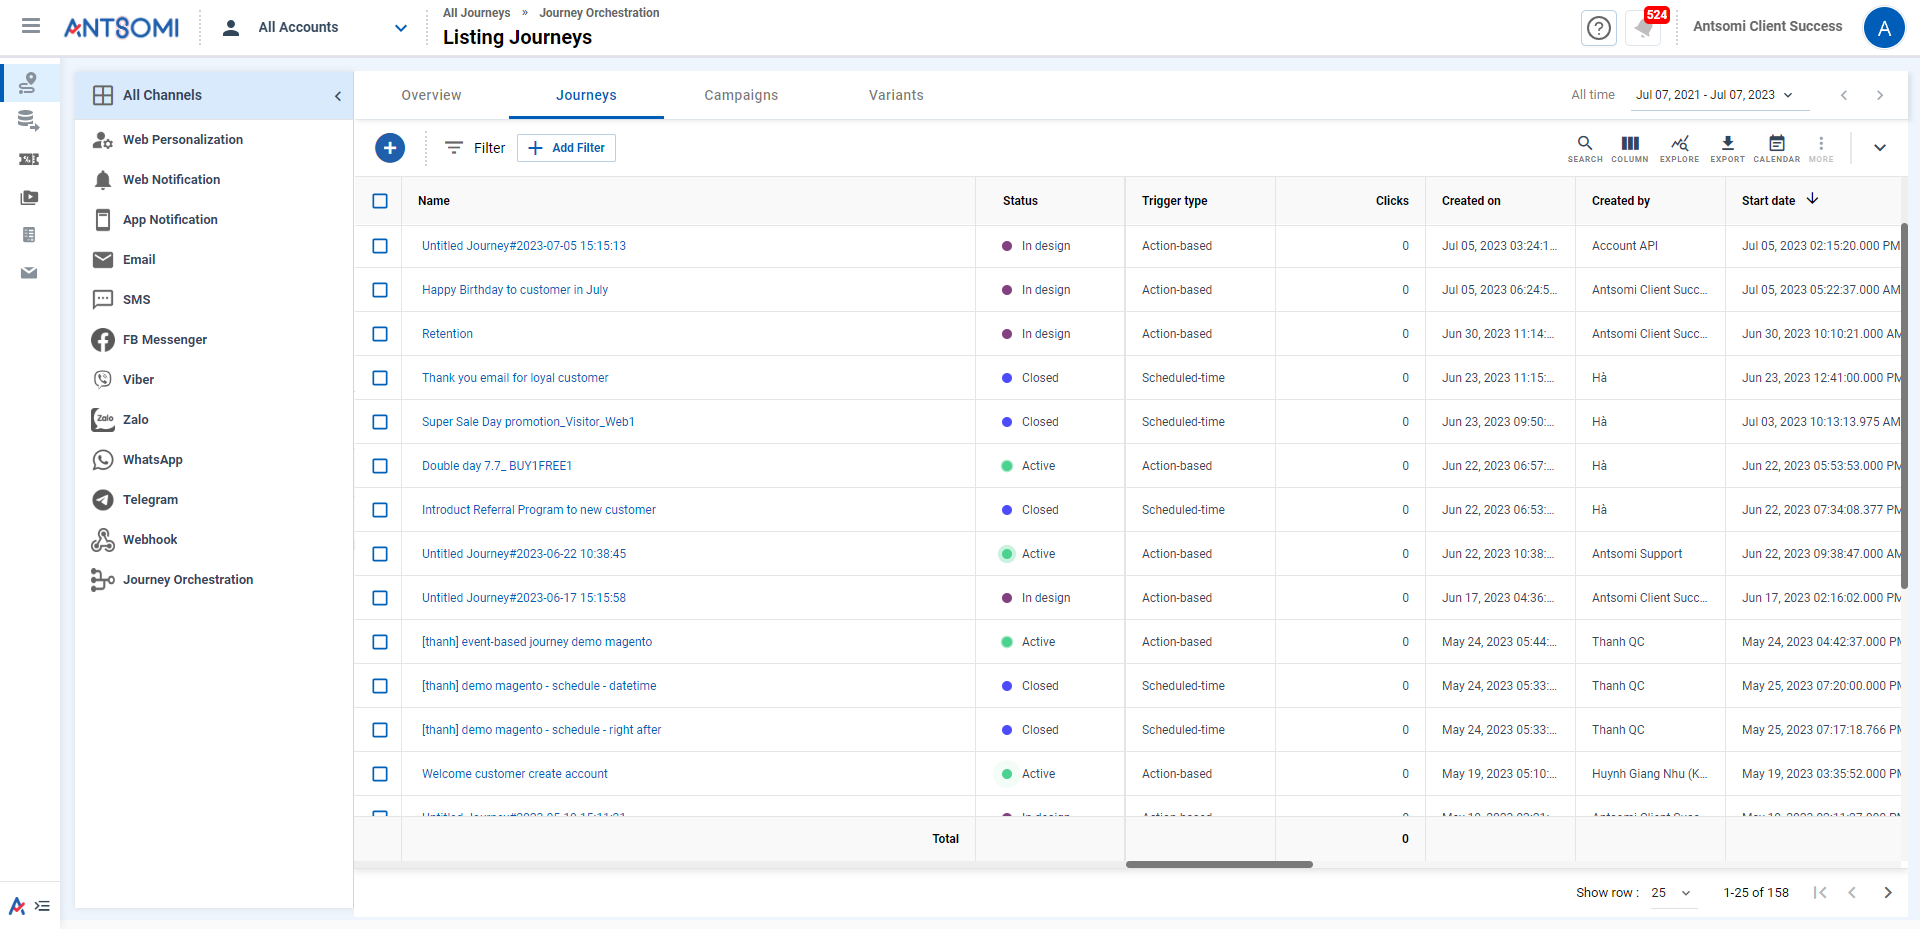 ANTSOMI
All Accounts
All Journeys » Journey Orchestration
Listing Journeys
524
Antsomi Client Success
A
All Channels
Web Personalization
Web Notification
App Notification
Email
SMS
FB Messenger
Viber
Zalo
Zalo
WhatsApp
Telegram
Webhook
Journey Orchestration
Overview
Journeys
Campaigns
Variants
All time
Jul 07, 2021 - Jul 07, 2023
Filter
Add Filter
SEARCH
COLUMN
EXPLORE
EXPORT
CALENDAR
MORE
Name Status Trigger type Clicks Created on Created by Start date
Untitled Journey#2023-07-05 15:15:13 In design Action-based 0 Jul 05, 2023 03:24:1... Account API Jul 05, 2023 02:15:20.000 PM
Happy Birthday to customer in July In design Action-based 0 Jul 05, 2023 06:24:5... Antsomi Client Succ... Jul 05, 2023 05:22:37.000 AM
Retention In design Action-based 0 Jun 30, 2023 11:14:... Antsomi Client Succ... Jun 30, 2023 10:10:21.000 AM
Thank you email for loyal customer Closed Scheduled-time 0 Jun 23, 2023 11:15:... Hà Jun 23, 2023 12:41:00.000 PM
Super Sale Day promotion_Visitor_Web1 Closed Scheduled-time 0 Jun 23, 2023 09:50:... Hà Jul 03, 2023 10:13:13.975 AM
Double day 7.7_ BUY1FREE1 Active Action-based 0 Jun 22, 2023 06:57:... Hà Jun 22, 2023 05:53:53.000 PM
Introduct Referral Program to new customer Closed Scheduled-time 0 Jun 22, 2023 06:53:... Hà Jun 22, 2023 07:34:08.377 PM
Untitled Journey#2023-06-22 10:38:45 Active Action-based 0 Jun 22, 2023 10:38:... Antsomi Support Jun 22, 2023 09:38:47.000 AM
Untitled Journey#2023-06-17 15:15:58 In design Action-based 0 Jun 17, 2023 04:36:... Antsomi Client Succ... Jun 17, 2023 02:16:02.000 PM
[thanh] event-based journey demo magento Active Action-based 0 May 24, 2023 05:44:... Thanh QC May 24, 2023 04:42:37.000 PM
[thanh] demo magento - schedule - datetime Closed Scheduled-time 0 May 24, 2023 05:33:... Thanh QC May 25, 2023 07:20:00.000 PM
[thanh] demo magento - schedule - right after Closed Scheduled-time 0 May 24, 2023 05:33:... Thanh QC May 25, 2023 07:17:18.766 PM
Welcome customer create account Active Action-based 0 May 19, 2023 05:10:... Huynh Giang Nhu (K... May 19, 2023 03:35:52.000 PM
Total 0
Show row : 25 1-25 of 158